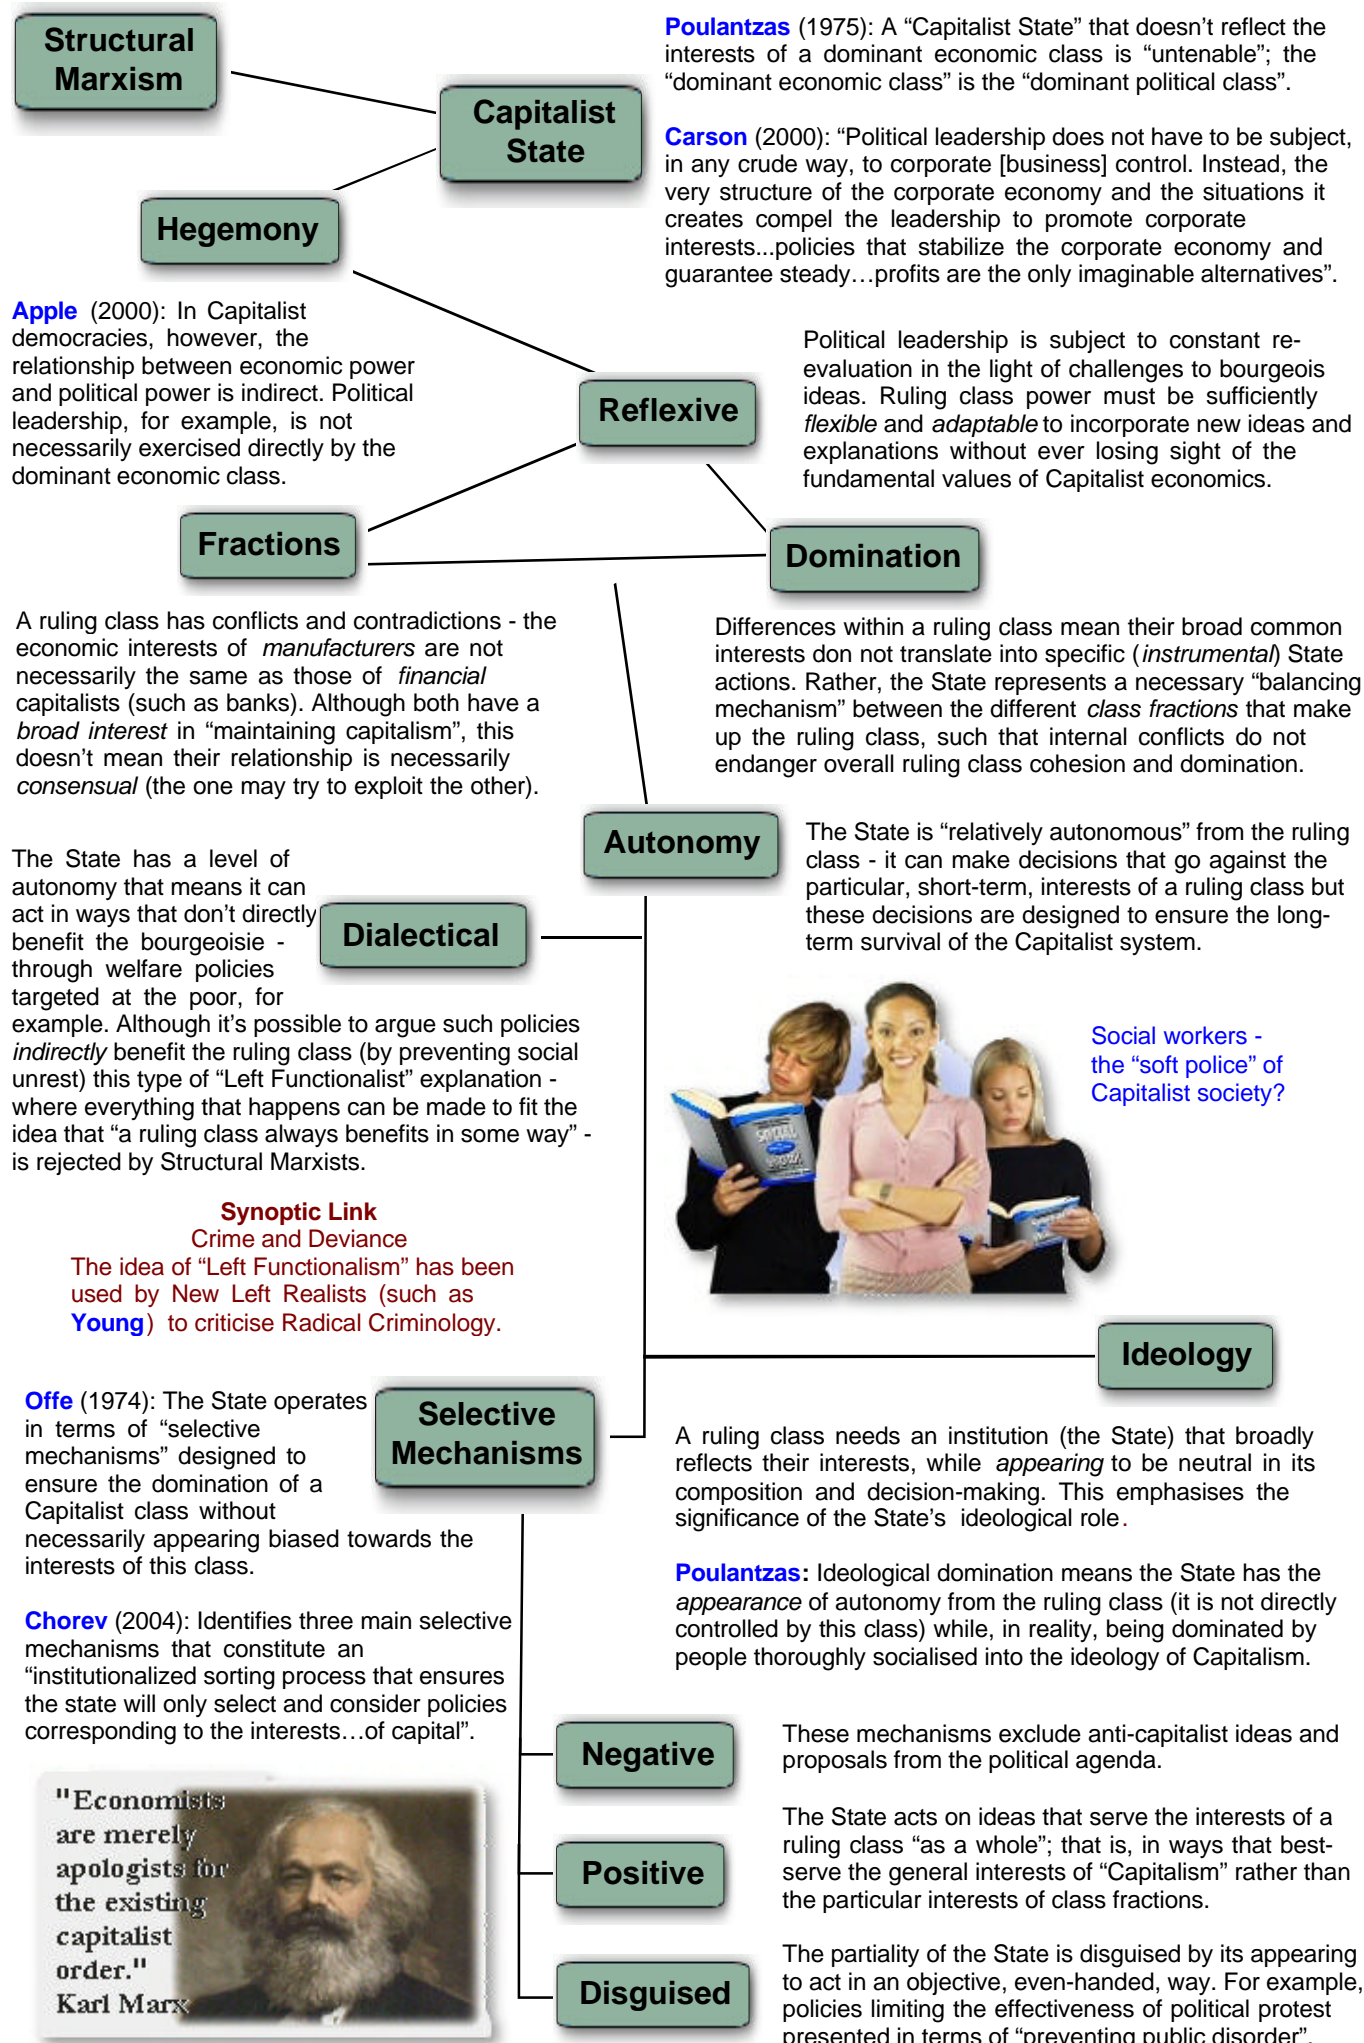 Structural
Marxism
Poulantzas (1975): A “Capitalist State” that doesn’t reflect the
interests of a dominant economic class is “untenable”; the
“dominant economic class” is the “dominant political class”.
Capitalist
State
Carson (2000): “Political leadership does not have to be subject,
in any crude way, to corporate [business] control. Instead, the
very structure of the corporate economy and the situations it
creates compel the leadership to promote corporate
interests...policies that stabilize the corporate economy and
guarantee steady…profits are the only imaginable alternatives”.
Hegemony
Apple (2000): In Capitalist
democracies, however, the
relationship between economic power
and political power is indirect. Political
leadership, for example, is not
necessarily exercised directly by the
dominant economic class.
Reflexive
Political leadership is subject to constant re-
evaluation in the light of challenges to bourgeois
ideas. Ruling class power must be sufficiently
flexible and adaptable to incorporate new ideas and
explanations without ever losing sight of the
fundamental values of Capitalist economics.
Fractions
Domination
A ruling class has conflicts and contradictions - the
economic interests of manufacturers are not
necessarily the same as those of financial
capitalists (such as banks). Although both have a
broad interest in “maintaining capitalism”, this
doesn’t mean their relationship is necessarily
consensual (the one may try to exploit the other).
Differences within a ruling class mean their broad common
interests don not translate into specific (instrumental) State
actions. Rather, the State represents a necessary “balancing
mechanism” between the different class fractions that make
up the ruling class, such that internal conflicts do not
endanger overall ruling class cohesion and domination.
Autonomy
The State is “relatively autonomous” from the ruling
class - it can make decisions that go against the
particular, short-term, interests of a ruling class but
these decisions are designed to ensure the long-
term survival of the Capitalist system.
Dialectical
The State has a level of
autonomy that means it can
act in ways that don’t directly
benefit the bourgeoisie -
through welfare policies
targeted at the poor, for
example. Although it’s possible to argue such policies
indirectly benefit the ruling class (by preventing social
unrest) this type of “Left Functionalist” explanation -
where everything that happens can be made to fit the
idea that “a ruling class always benefits in some way” -
is rejected by Structural Marxists.
Social workers -
the “soft police” of
Capitalist society?
Synoptic Link
Crime and Deviance
The idea of “Left Functionalism” has been
used by New Left Realists (such as
Young) to criticise Radical Criminology.
Ideology
Selective
Mechanisms
Offe (1974): The State operates
in terms of “selective
mechanisms” designed to
ensure the domination of a
Capitalist class without
necessarily appearing biased towards the
interests of this class.
A ruling class needs an institution (the State) that broadly
reflects their interests, while appearing to be neutral in its
composition and decision-making. This emphasises the
significance of the State’s ideological role.
Poulantzas: Ideological domination means the State has the
appearance of autonomy from the ruling class (it is not directly
controlled by this class) while, in reality, being dominated by
people thoroughly socialised into the ideology of Capitalism.
Chorev (2004): Identifies three main selective
mechanisms that constitute an
“institutionalized sorting process that ensures
the state will only select and consider policies
corresponding to the interests…of capital”.
Negative
These mechanisms exclude anti-capitalist ideas and
proposals from the political agenda.
"Economists
are merely
apologists for
the existing
capitalist
order."
Karl Marx
Positive
The State acts on ideas that serve the interests of a
ruling class “as a whole”; that is, in ways that best-
serve the general interests of “Capitalism” rather than
the particular interests of class fractions.
Disguised
The partiality of the State is disguised by its appearing
to act in an objective, even-handed, way. For example,
policies limiting the effectiveness of political protest
presented in terms of “preventing public disorder”.